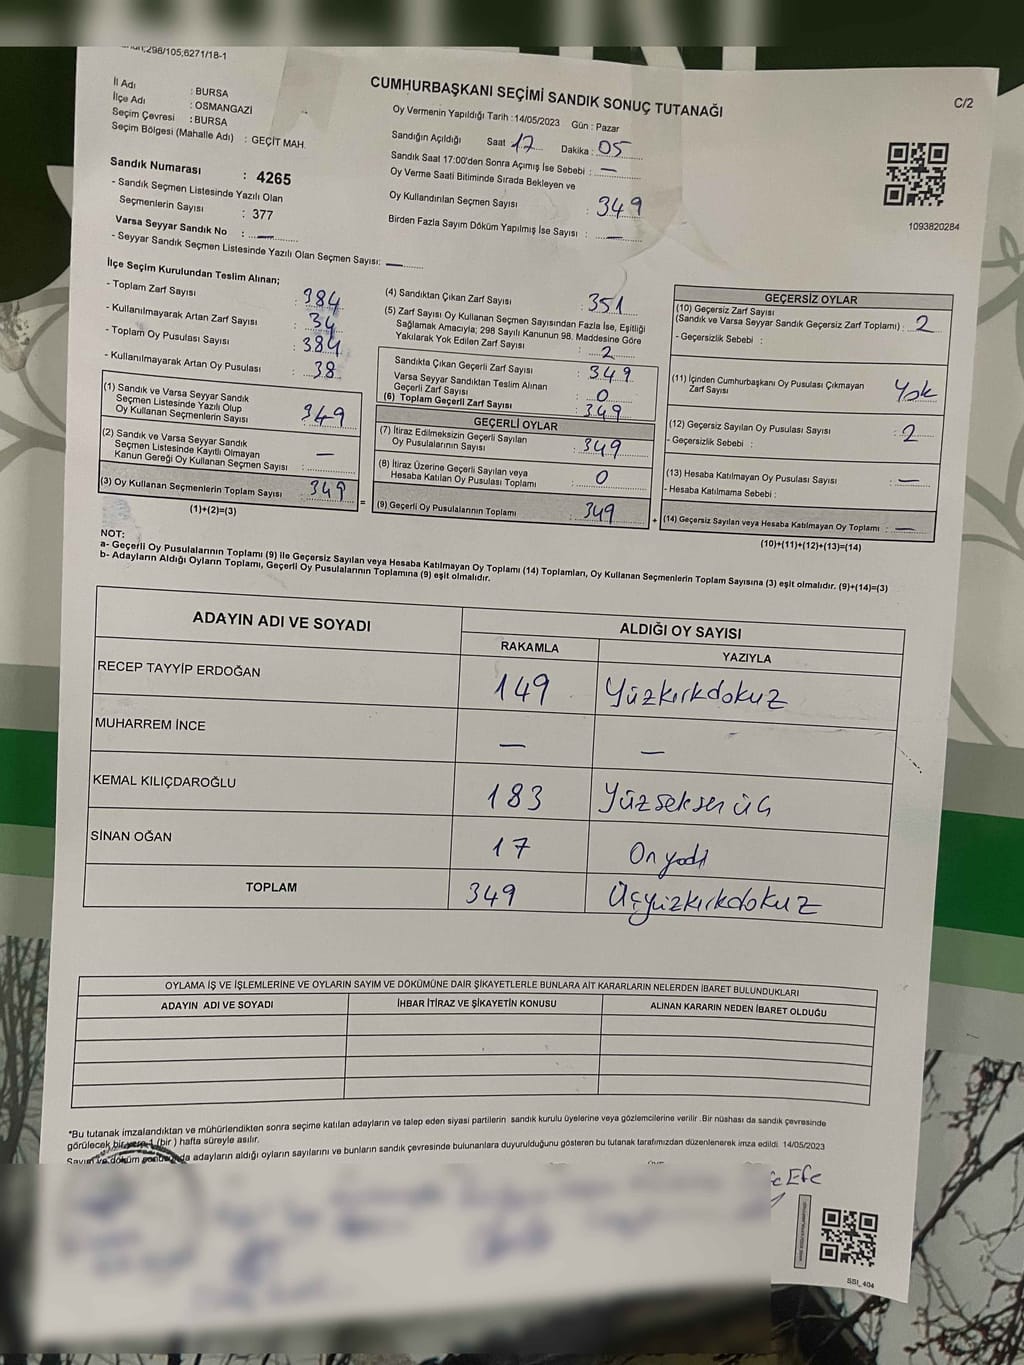 298/105;6271/18-1
CUMHURBAŞKANI SEÇİMİ SANDIK SONUÇ TUTANAĞI
C/2
İl Adı : BURSA
İlçe Adı : OSMANGAZİ
Seçim Çevresi : BURSA
Seçim Bölgesi (Mahalle Adı) : GEÇİT MAH.
Oy Vermenin Yapıldığı Tarih :14/05/2023 Gün : Pazar
Sandığın Açıldığı Saat 17 Dakika : 05
Sandık Saat 17:00'den Sonra Açımış İse Sebebi : —
Oy Verme Saati Bitiminde Sırada Bekleyen ve
Oy Kullandırılan Seçmen Sayısı : 349
Birden Fazla Sayım Döküm Yapılmış İse Sayısı : —
1093820284
Sandık Numarası : 4265
- Sandık Seçmen Listesinde Yazılı Olan
Seçmenlerin Sayısı : 377
Varsa Seyyar Sandık No : —
- Seyyar Sandık Seçmen Listesinde Yazılı Olan Seçmen Sayısı: —
İlçe Seçim Kurulundan Teslim Alınan;
- Toplam Zarf Sayısı : 384
- Kullanılmayarak Artan Zarf Sayısı : 34
- Toplam Oy Pusulası Sayısı : 384
- Kullanılmayarak Artan Oy Pusulası : 38
(1) Sandık ve Varsa Seyyar Sandık
Seçmen Listesinde Yazılı Olup
Oy Kullanan Seçmenlerin Sayısı : 349
(2) Sandık ve Varsa Seyyar Sandık
Seçmen Listesinde Kayıtlı Olmayan
Kanun Gereği Oy Kullanan Seçmen Sayısı : —
(3) Oy Kullanan Seçmenlerin Toplam Sayısı : 349
(1)+(2)=(3)
(4) Sandıktan Çıkan Zarf Sayısı : 351
(5) Zarf Sayısı Oy Kullanan Seçmen Sayısından Fazla İse, Eşitliği
Sağlamak Amacıyla; 298 Sayılı Kanunun 98. Maddesine Göre
Yakılarak Yok Edilen Zarf Sayısı : 2
Sandıkta Çıkan Geçerli Zarf Sayısı : 349
Varsa Seyyar Sandıktan Teslim Alınan
Geçerli Zarf Sayısı : 0
(6) Toplam Geçerli Zarf Sayısı : 349
GEÇERLİ OYLAR
(7) İtiraz Edilmeksizin Geçerli Sayılan
Oy Pusulalarının Sayısı : 349
(8) İtiraz Üzerine Geçerli Sayılan veya
Hesaba Katılan Oy Pusulası Toplamı : 0
= (9) Geçerli Oy Pusulalarının Toplamı : 349
GEÇERSİZ OYLAR
(10) Geçersiz Zarf Sayısı
(Sandık ve Varsa Seyyar Sandık Geçersiz Zarf Toplamı) : 2
- Geçersizlik Sebebi :
(11) İçinden Cumhurbaşkanı Oy Pusulası Çıkmayan
Zarf Sayısı : Yok
(12) Geçersiz Sayılan Oy Pusulası Sayısı : 2
- Geçersizlik Sebebi :
(13) Hesaba Katılmayan Oy Pusulası Sayısı : —
- Hesaba Katılmama Sebebi :
+ (14) Geçersiz Sayılan veya Hesaba Katılmayan Oy Toplamı : —
(10)+(11)+(12)+(13)=(14)
NOT:
a- Geçerli Oy Pusulalarının Toplamı (9) ile Geçersiz Sayılan veya Hesaba Katılmayan Oy Toplamı (14) Toplamları, Oy Kullanan Seçmenlerin Toplam Sayısına (3) eşit olmalıdır. (9)+(14)=(3)
b- Adayların Aldığı Oyların Toplamı, Geçerli Oy Pusulalarının Toplamına (9) eşit olmalıdır.
ADAYIN ADI VE SOYADI ALDIĞI OY SAYISI
RAKAMLA YAZIYLA
RECEP TAYYİP ERDOĞAN 149 Yüzkırkdokuz
MUHARREM İNCE — —
KEMAL KILIÇDAROĞLU 183 Yüzseksenüç
SİNAN OĞAN 17 Onyedi
TOPLAM 349 Üçyüzkırkdokuz
OYLAMA İŞ VE İŞLEMLERİNE VE OYLARIN SAYIM VE DÖKÜMÜNE DAİR ŞİKAYETLERLE BUNLARA AİT KARARLARIN NELERDEN İBARET BULUNDUKLARI
ADAYIN ADI VE SOYADI İHBAR İTİRAZ VE ŞİKAYETİN KONUSU ALINAN KARARIN NEDEN İBARET OLDUĞU
*Bu tutanak imzalandıktan ve mühürlendikten sonra seçime katılan adayların ve talep eden siyasi partilerin sandık kurulu üyelerine veya gözlemcilerine verilir .Bir nüshası da sandık çevresinde
görülecek bir yere 1 (bir ) hafta süreyle asılır.
Sayım ve döküm sonucunda adayların aldığı oyların sayılarını ve bunların sandık çevresinde bulunanlara duyurulduğunu gösteren bu tutanak tarafımızdan düzenlenerek imza edildi. 14/05/2023
Efe
SBI_404